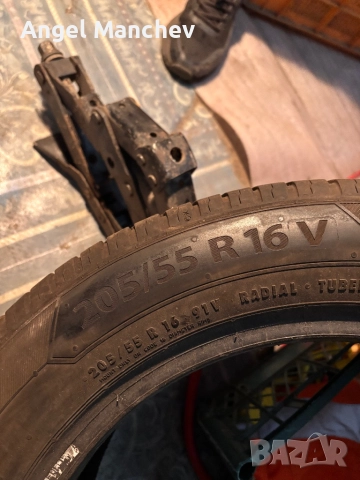 Angel Manchev
205/55 R 16 V
205/55 R 16 91V RADIAL · TUBE
BAZAR